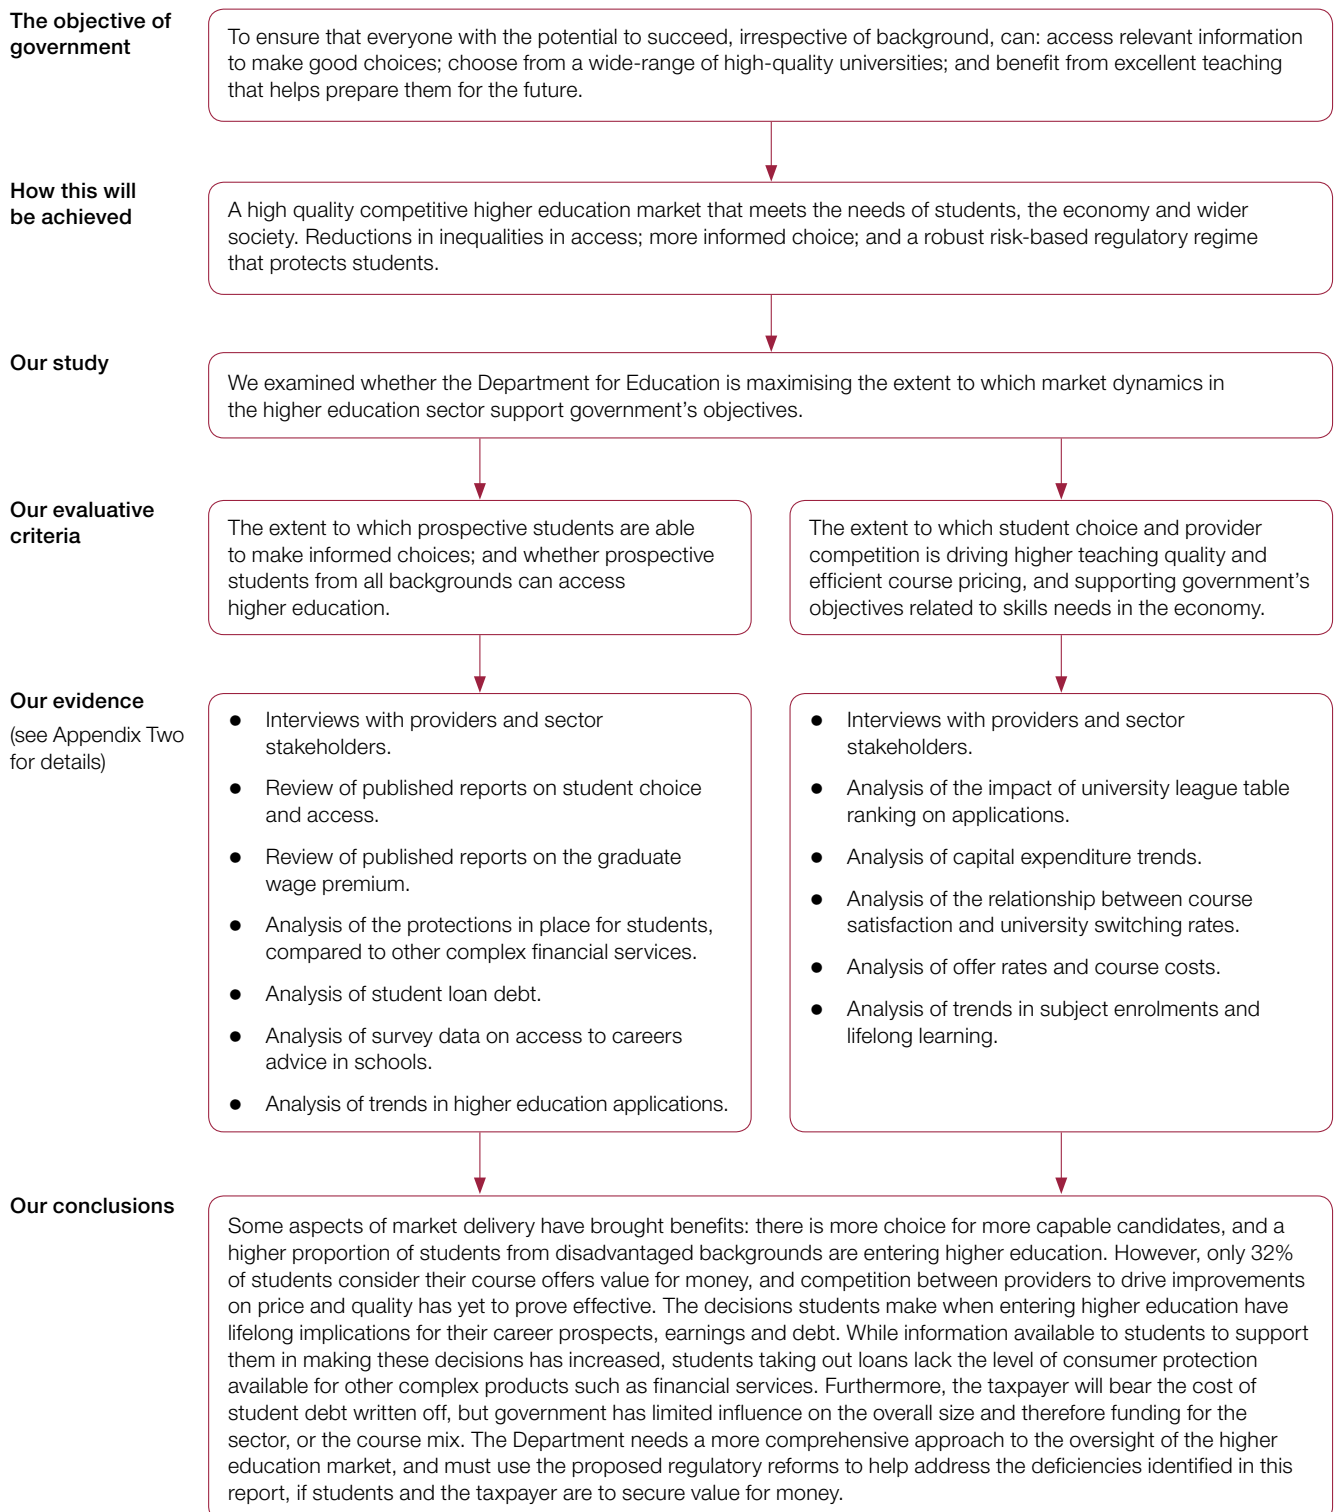 The objective of
government
To ensure that everyone with the potential to succeed, irrespective of background, can: access relevant information
to make good choices; choose from a wide-range of high-quality universities; and benefit from excellent teaching
that helps prepare them for the future.
How this will
be achieved
A high quality competitive higher education market that meets the needs of students, the economy and wider
society. Reductions in inequalities in access; more informed choice; and a robust risk-based regulatory regime
that protects students.
Our study
We examined whether the Department for Education is maximising the extent to which market dynamics in
the higher education sector support government's objectives.
Our evaluative
criteria
The extent to which prospective students are able
to make informed choices; and whether prospective
students from all backgrounds can access
higher education.
The extent to which student choice and provider
competition is driving higher teaching quality and
efficient course pricing, and supporting government's
objectives related to skills needs in the economy.
Our evidence
(see Appendix Two
for details)
● Interviews with providers and sector
stakeholders.
● Review of published reports on student choice
and access.
● Review of published reports on the graduate
wage premium.
● Analysis of the protections in place for students,
compared to other complex financial services.
● Analysis of student loan debt.
● Analysis of survey data on access to careers
advice in schools.
● Analysis of trends in higher education applications.
● Interviews with providers and sector
stakeholders.
● Analysis of the impact of university league table
ranking on applications.
● Analysis of capital expenditure trends.
● Analysis of the relationship between course
satisfaction and university switching rates.
● Analysis of offer rates and course costs.
● Analysis of trends in subject enrolments and
lifelong learning.
Our conclusions
Some aspects of market delivery have brought benefits: there is more choice for more capable candidates, and a
higher proportion of students from disadvantaged backgrounds are entering higher education. However, only 32%
of students consider their course offers value for money, and competition between providers to drive improvements
on price and quality has yet to prove effective. The decisions students make when entering higher education have
lifelong implications for their career prospects, earnings and debt. While information available to students to support
them in making these decisions has increased, students taking out loans lack the level of consumer protection
available for other complex products such as financial services. Furthermore, the taxpayer will bear the cost of
student debt written off, but government has limited influence on the overall size and therefore funding for the
sector, or the course mix. The Department needs a more comprehensive approach to the oversight of the higher
education market, and must use the proposed regulatory reforms to help address the deficiencies identified in this
report, if students and the taxpayer are to secure value for money.